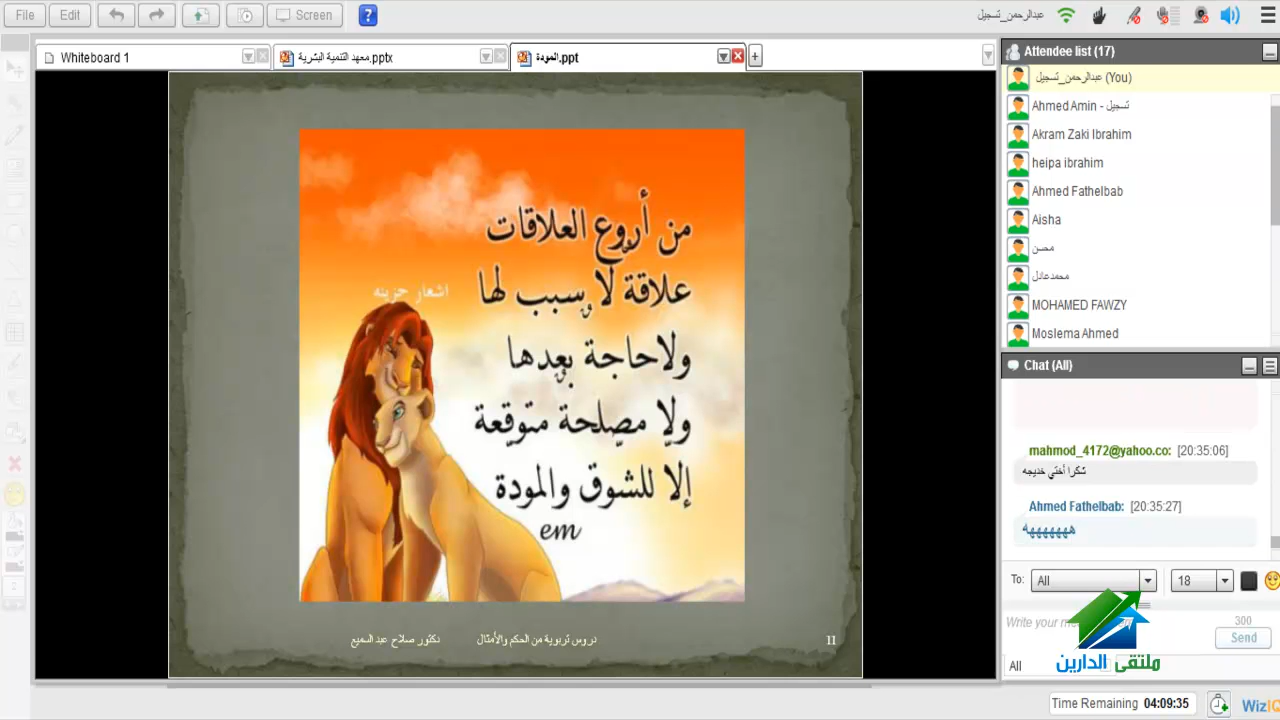 File
Edit
Screen
?
عبدالرحمن_تسجيل
Whiteboard 1
معهد التنمية البشرية.pptx
المودة.ppt
Attendee list (17)
عبدالرحمن_تسجيل (You)
Ahmed Amin - تسجيل
Akram Zaki Ibrahim
heipa ibrahim
Ahmed Fathelbab
Aisha
محسن
محمدعادل
MOHAMED FAWZY
Moslema Ahmed
من أروع العلاقات
علاقة لا سبب لها
اشعار حزينه
ولاحاجة بعدها
ولا مصلحة متوقعة
إلا للشوق والمودة
em
دروس تربوية من الحكم والأمثال
دكتور صلاح عبد السميع
11
Chat (All)
mahmod_4172@yahoo.co: [20:35:06]
شكرا أختي خديجه
Ahmed Fathelbab: [20:35:27]
هههههههه
To: All 18
Write your me
300
Send
All
ملتقى الدارين
Time Remaining 04:09:35
WizIQ